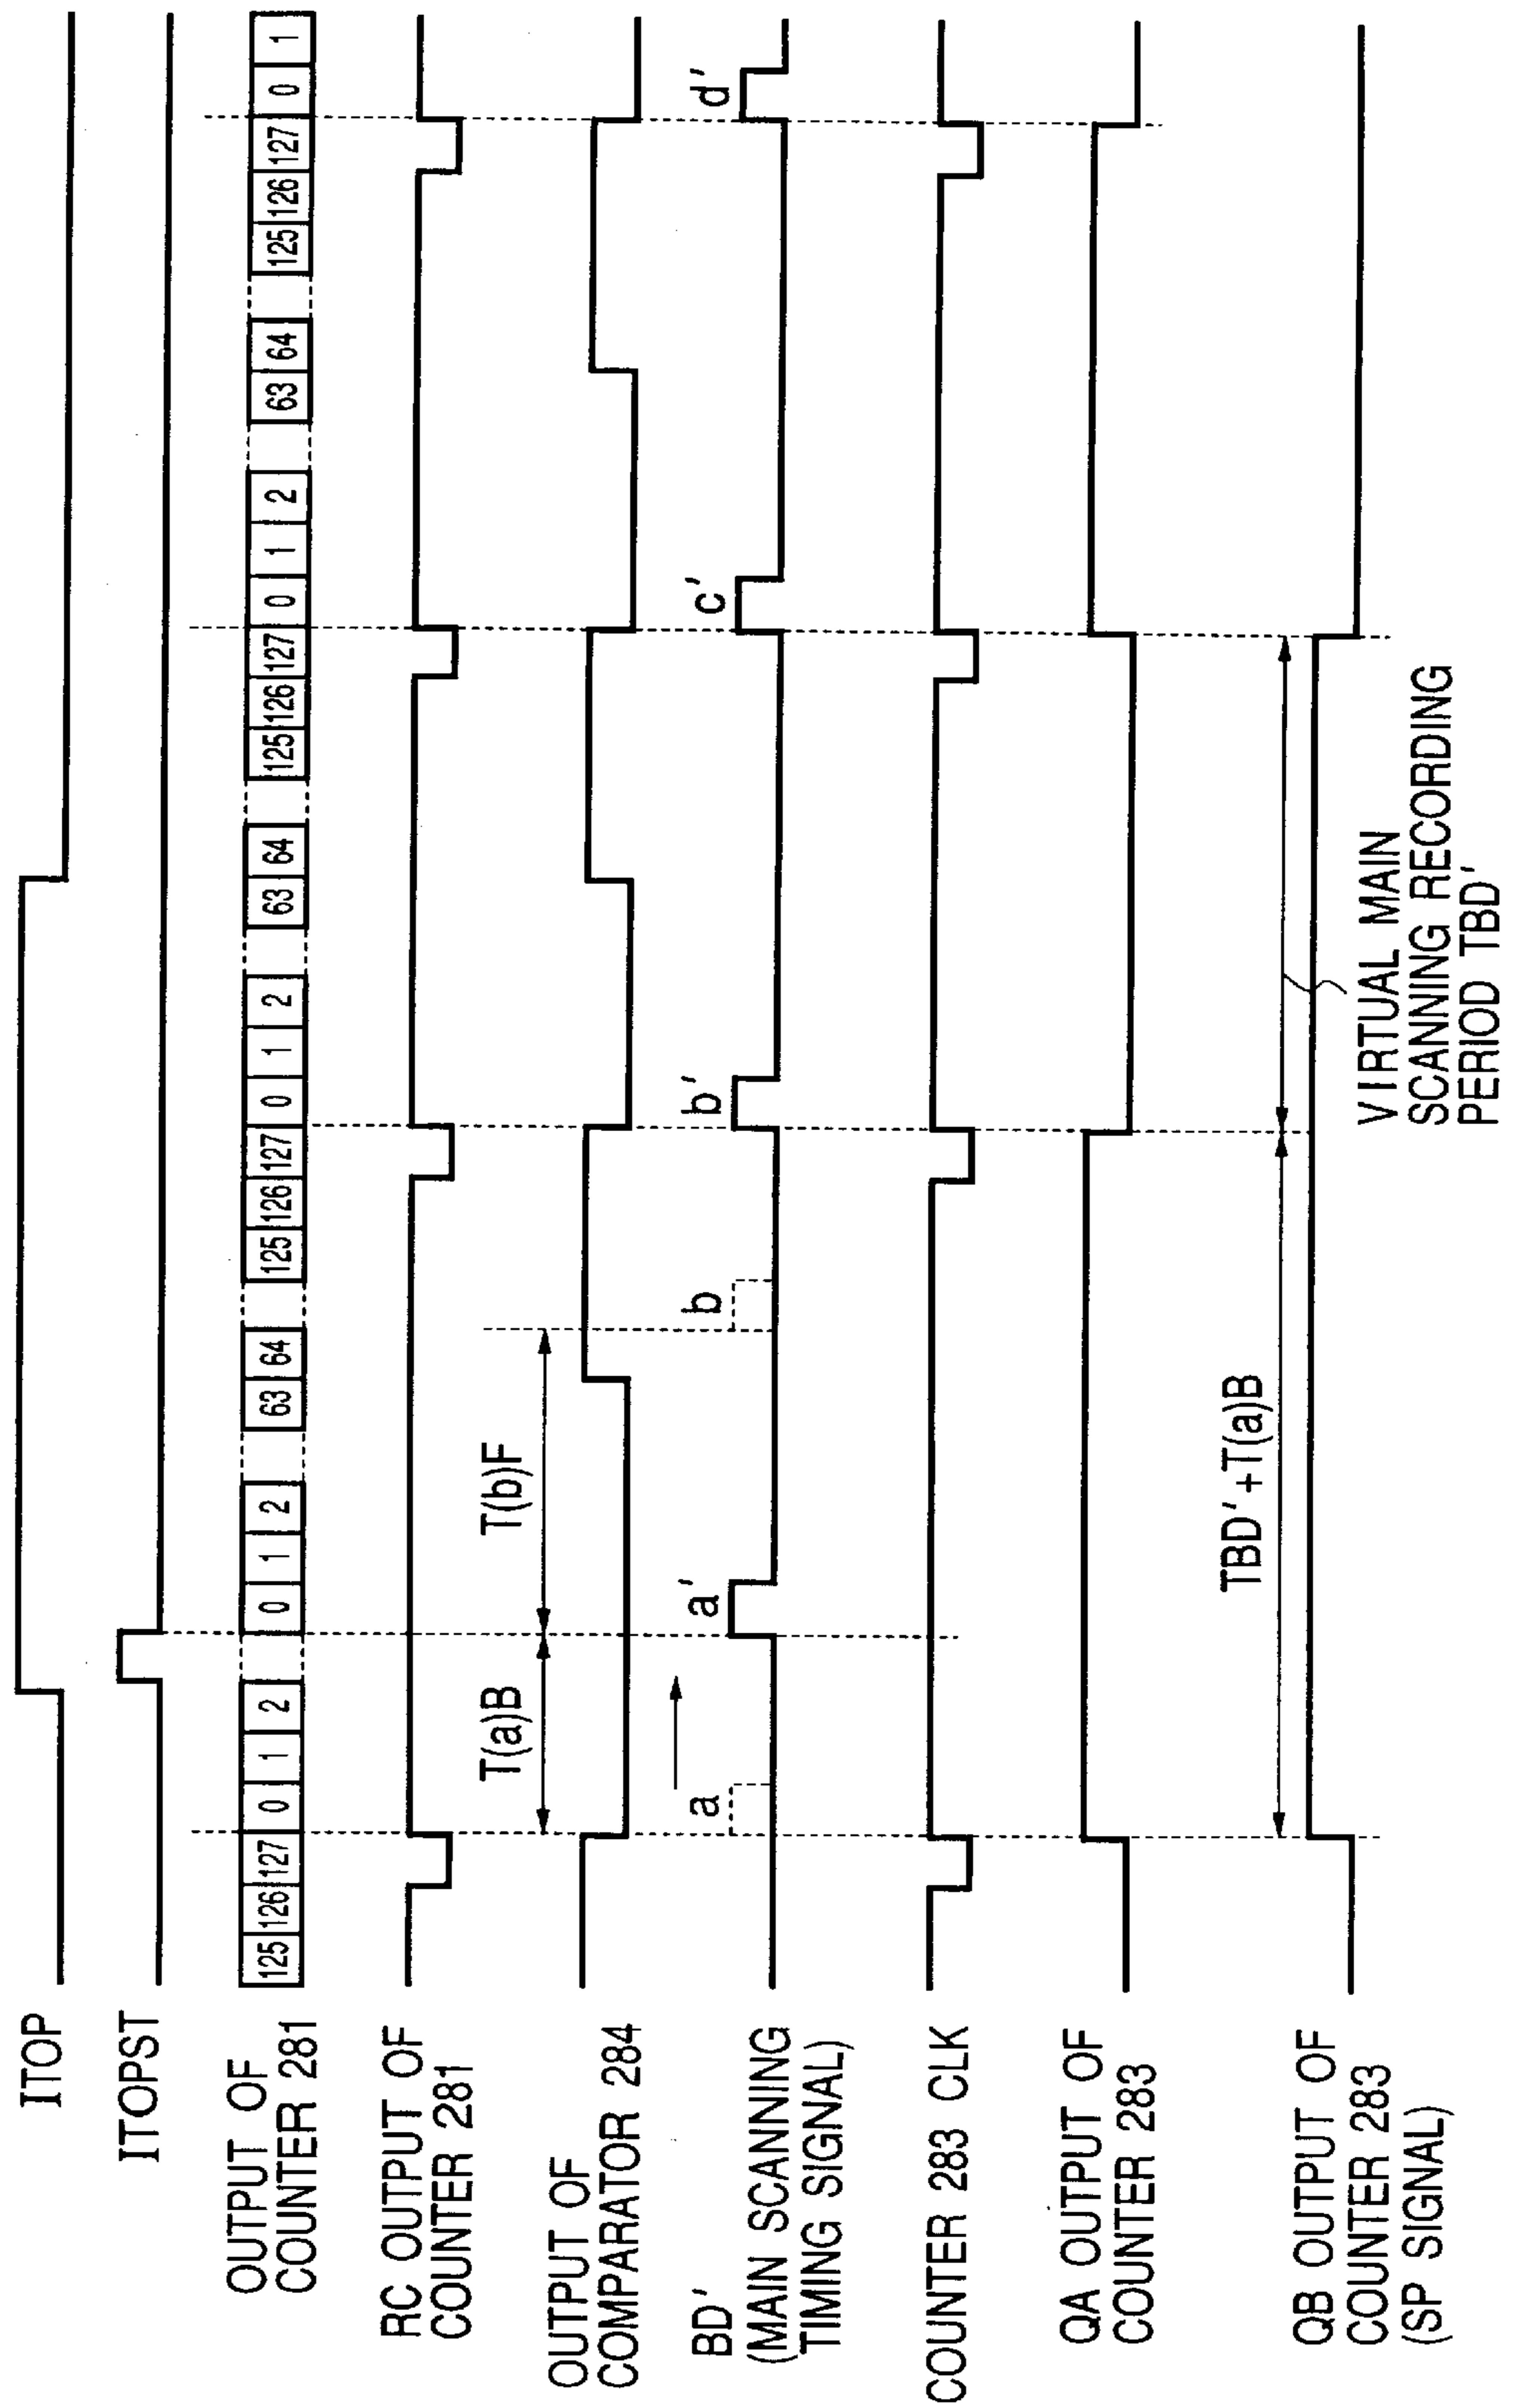 ITOP
ITOPST
OUTPUT OF
COUNTER 281
125 126 127 0 1 2 0 1 2 63 64 125 126 127 0 1 2 63 64 125 126 127 0 1 2 63 64 125 126 127 0 1
RC OUTPUT OF
COUNTER 281
T(a)B
T(b)F
OUTPUT OF
COMPARATOR 284
BD'
(MAIN SCANNING
TIMING SIGNAL)
a a' b b' c' d'
COUNTER 283 CLK
QA OUTPUT OF
COUNTER 283
TBD'+T(a)B
QB OUTPUT OF
COUNTER 283
(SP SIGNAL)
VIRTUAL MAIN
SCANNING RECORDING
PERIOD TBD'